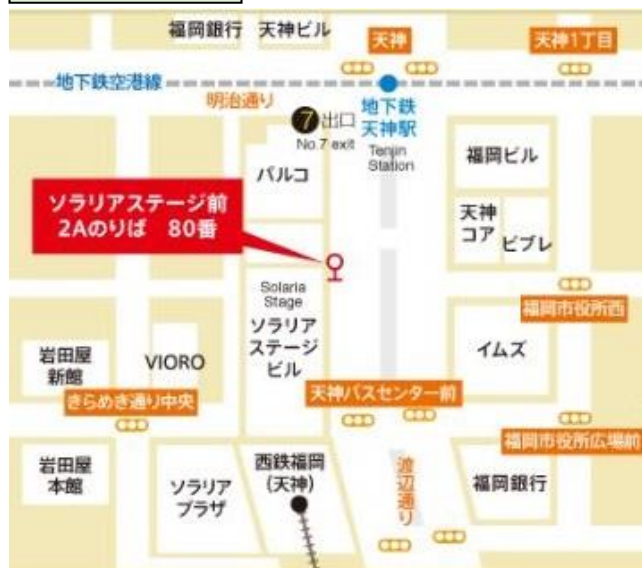 福岡銀行
天神ビル
天神
天神1丁目
地下鉄空港線
明治通り
7出口
No.7 exit
地下鉄
天神駅
Tenjin
Station
パルコ
福岡ビル
ソラリアステージ前
2Aのりば 80番
天神
コア
ビブレ
Solaria
Stage
ソラリア
ステージ
ビル
福岡市役所西
岩田屋
新館
VIORO
イムズ
きらめき通り中央
天神バスセンター前
福岡市役所広場前
岩田屋
本館
ソラリア
プラザ
西鉄福岡
(天神)
渡辺通り
福岡銀行